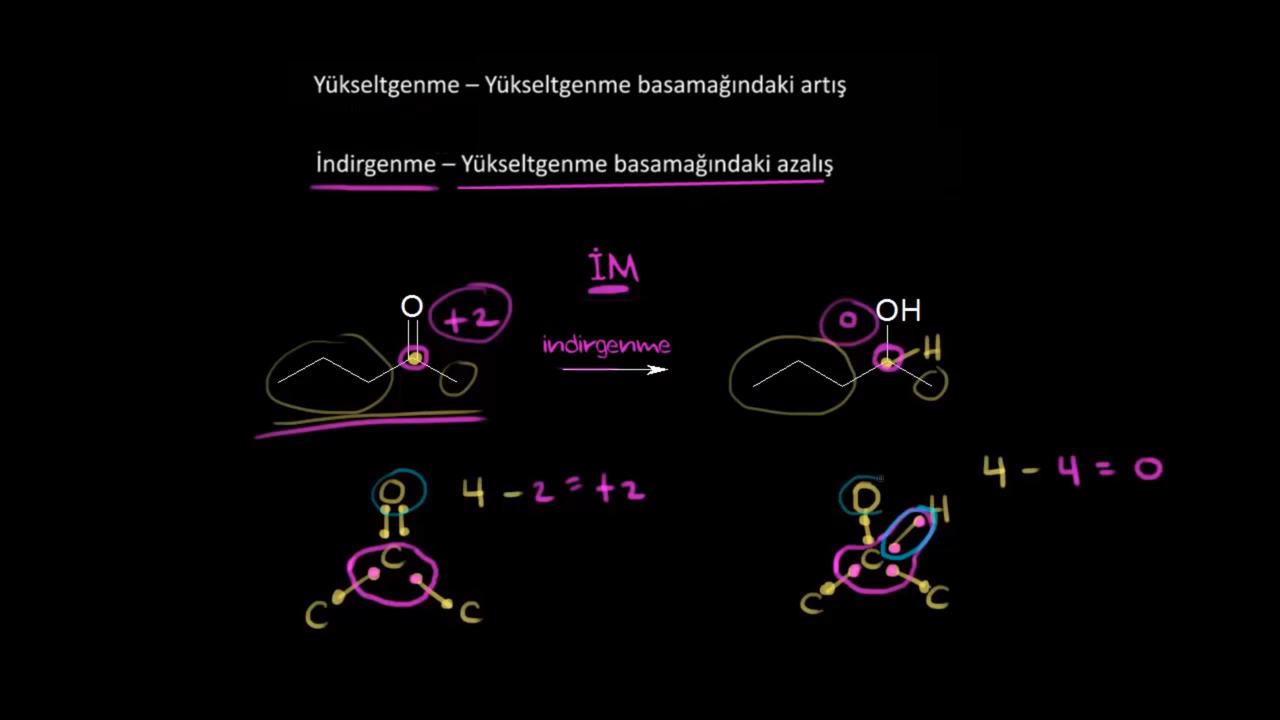 Yükseltgenme – Yükseltgenme basamağındaki artış
İndirgenme – Yükseltgenme basamağındaki azalış
İM
O +2
indirgenme
0 OH
H
O
4 - 2 = +2
C
C C
O
H
4 - 4 = 0
C
C C